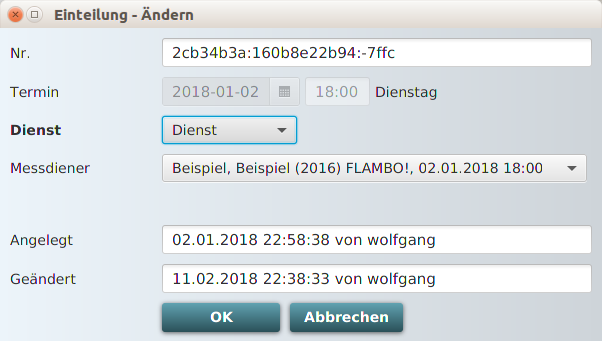 Einteilung - Ändern
Nr. 2cb34b3a:160b8e22b94:-7ffc
Termin 2018-01-02 18:00 Dienstag
Dienst Dienst
Messdiener Beispiel, Beispiel (2016) FLAMBO!, 02.01.2018 18:00
Angelegt 02.01.2018 22:58:38 von wolfgang
Geändert 11.02.2018 22:38:33 von wolfgang
OK Abbrechen